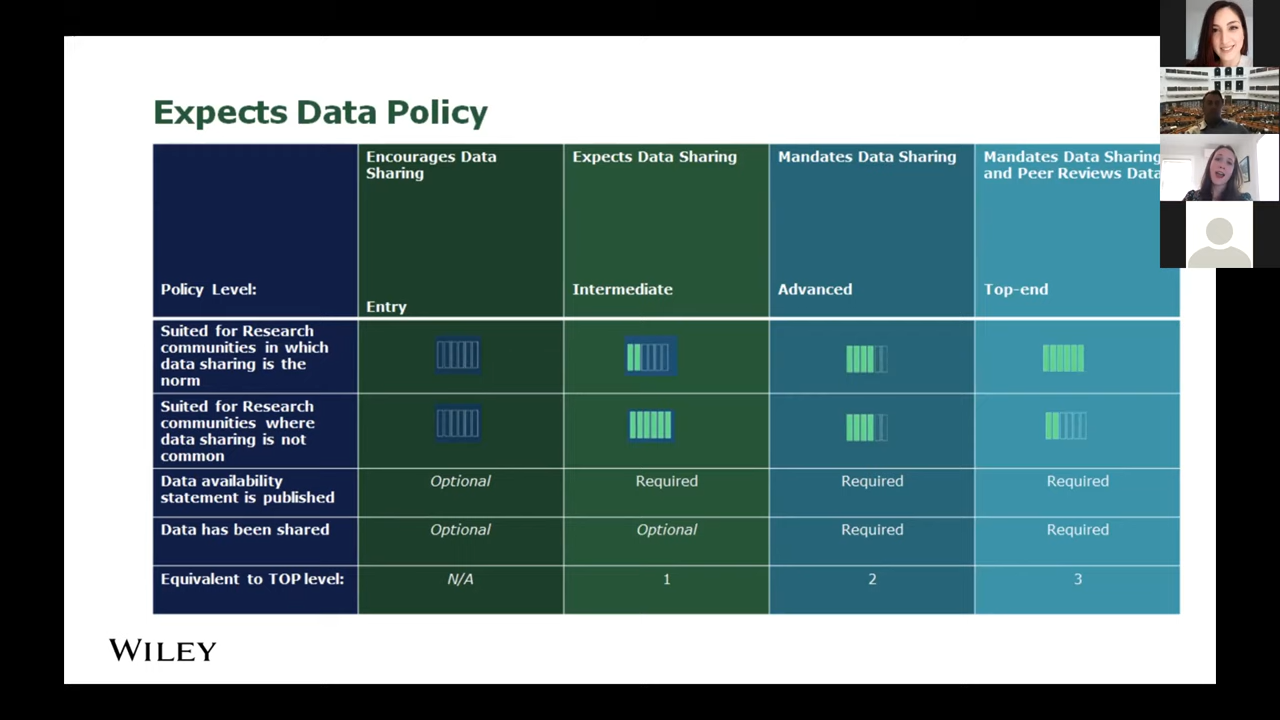 Expects Data Policy
Policy Level:
Encourages Data
Sharing
Entry
Expects Data Sharing
Intermediate
Mandates Data Sharing
Advanced
Mandates Data Sharing
and Peer Reviews Data
Top-end
Suited for Research
communities in which
data sharing is the
norm
Suited for Research
communities where
data sharing is not
common
Data availability
statement is published
Optional
Required
Required
Required
Data has been shared
Optional
Optional
Required
Required
Equivalent to TOP level:
N/A
1
2
3
WILEY